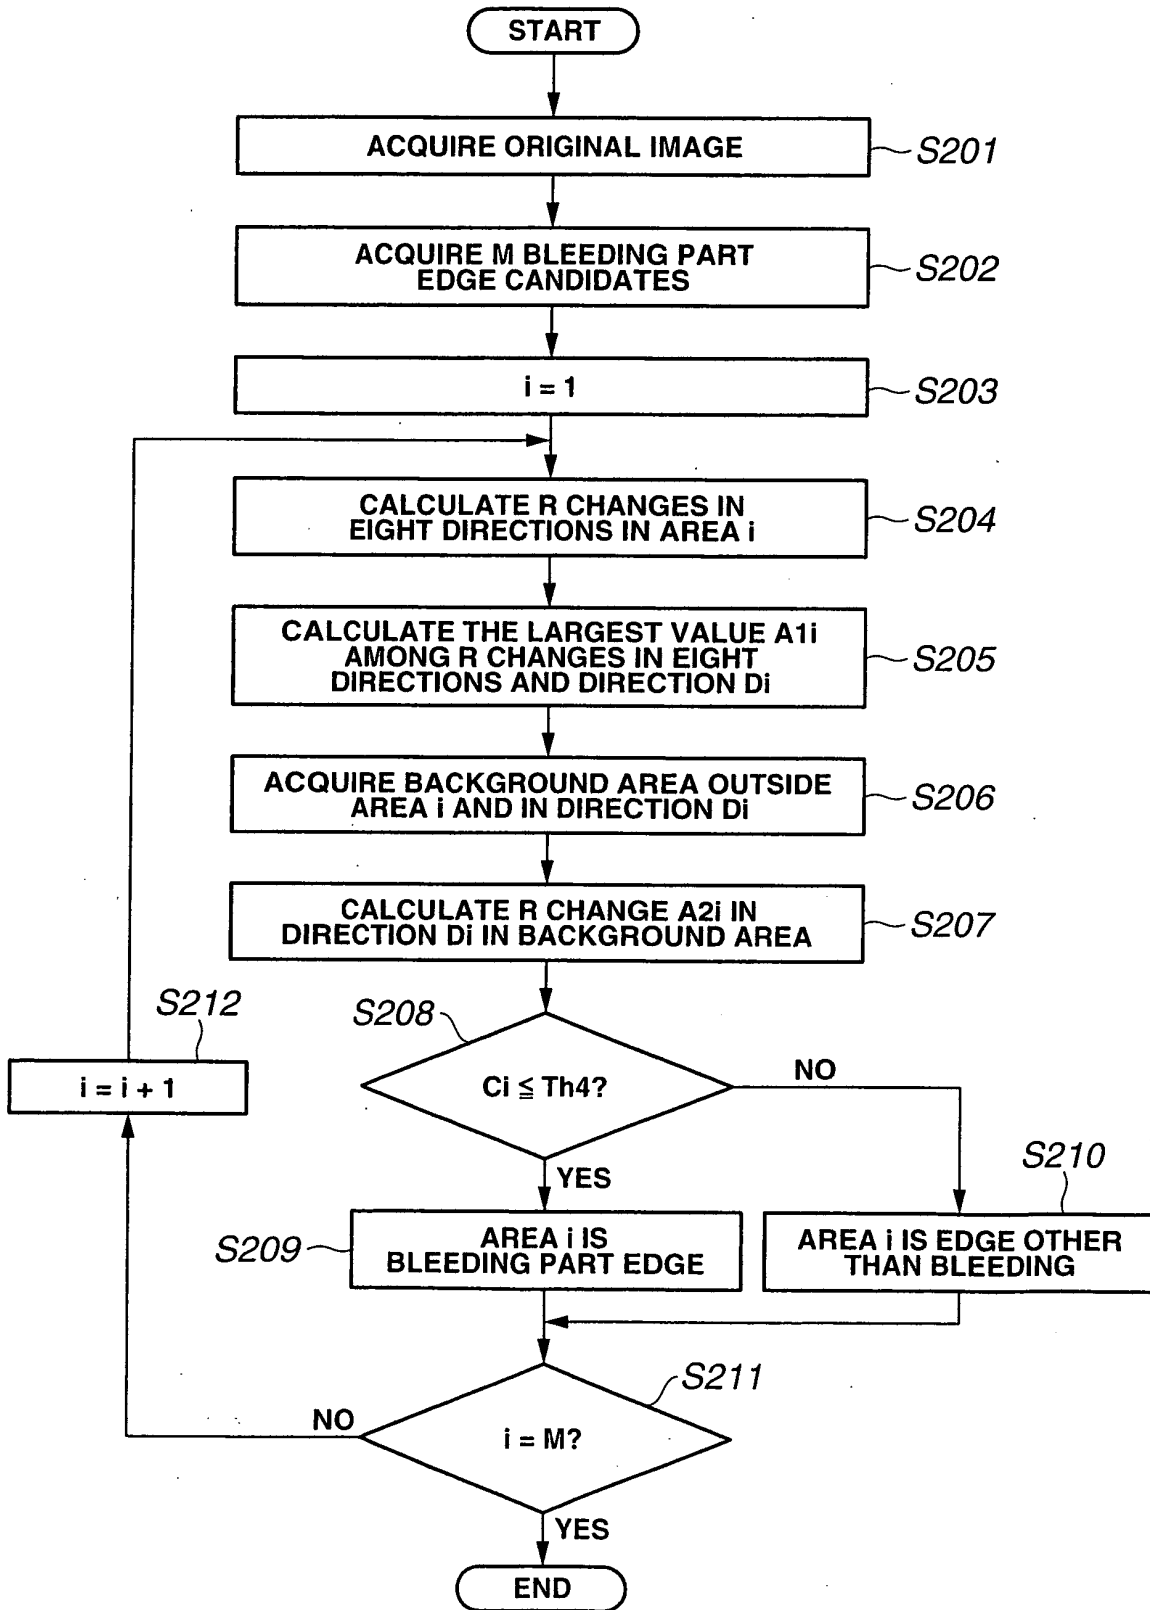 START
ACQUIRE ORIGINAL IMAGE
S201
ACQUIRE M BLEEDING PART
EDGE CANDIDATES
S202
i = 1
S203
CALCULATE R CHANGES IN
EIGHT DIRECTIONS IN AREA i
S204
CALCULATE THE LARGEST VALUE A1i
AMONG R CHANGES IN EIGHT
DIRECTIONS AND DIRECTION Di
S205
ACQUIRE BACKGROUND AREA OUTSIDE
AREA i AND IN DIRECTION Di
S206
CALCULATE R CHANGE A2i IN
DIRECTION Di IN BACKGROUND AREA
S207
S212
i = i + 1
S208
Ci ≦ Th4?
NO
YES
S210
S209
AREA i IS
BLEEDING PART EDGE
AREA i IS EDGE OTHER
THAN BLEEDING
S211
NO
i = M?
YES
END